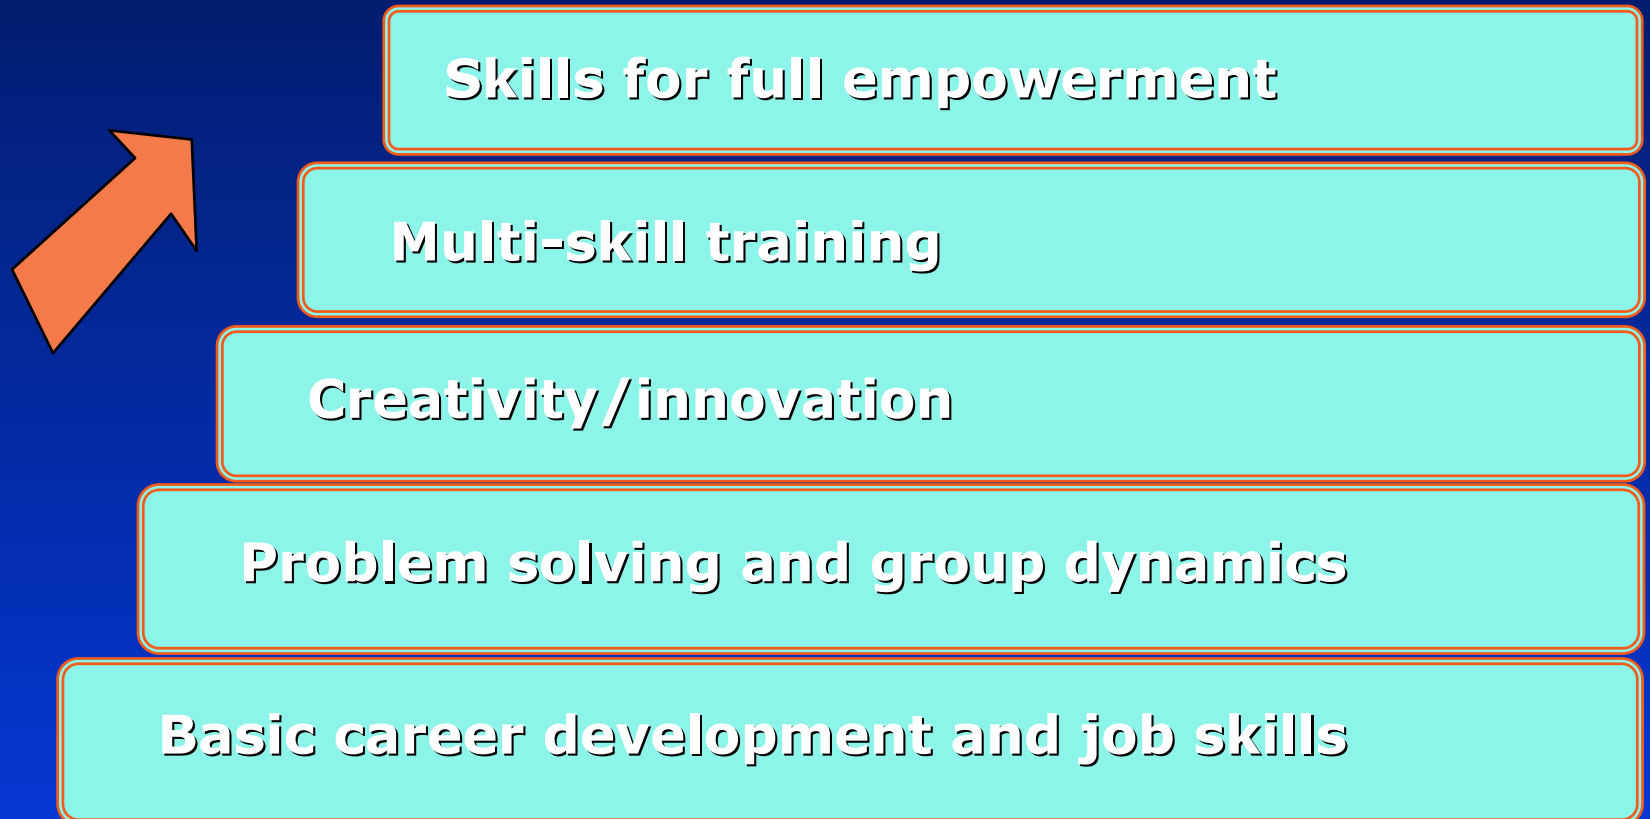 Skills for full empowerment
Multi-skill training
Creativity/innovation
Problem solving and group dynamics
Basic career development and job skills